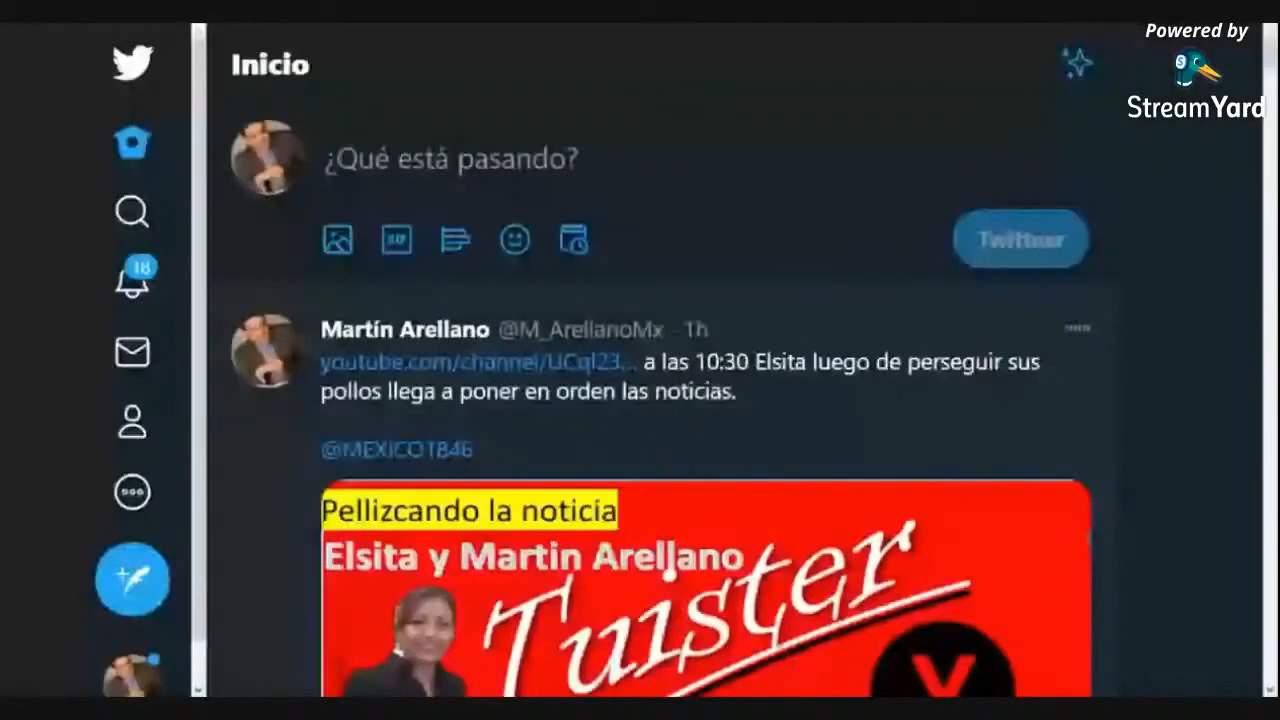 Powered by
StreamYard
Inicio
¿Qué está pasando?
GIF
Twittear
18
Martín Arellano @M_ArellanoMx · 1h
youtube.com/channel/UCql23... a las 10:30 Elsita luego de perseguir sus
pollos llega a poner en orden las noticias.
@MEXICO1846
Pellizcando la noticia
Elsita y Martin Arellano
Tuister
Y